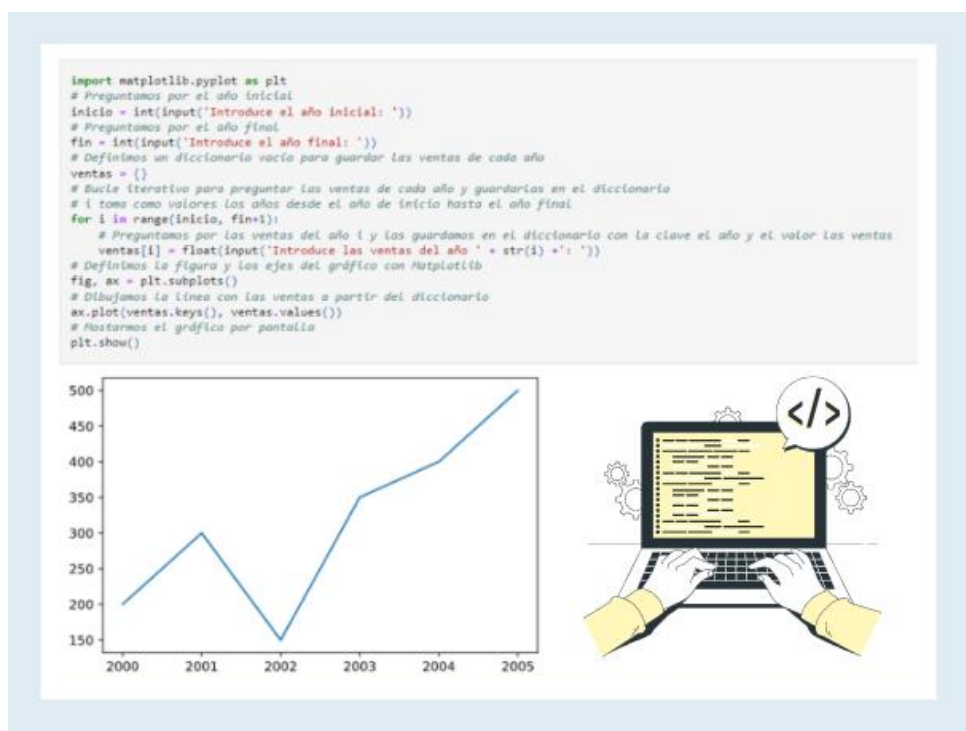 import matplotlib.pyplot as plt
# Preguntamos por el año inicial
inicio = int(input('Introduce el año inicial: '))
# Preguntamos por el año final
fin = int(input('Introduce el año final: '))
# Definimos un diccionario vacío para guardar las ventas de cada año
ventas = {}
# Bucle iterativo para preguntar las ventas de cada año y guardarlas en el diccionario
# i toma como valores los años desde el año de inicio hasta el año final
for i in range(inicio, fin+1):
# Preguntamos por las ventas del año i y las guardamos en el diccionario con la clave el año y el valor las ventas
ventas[i] = float(input('Introduce las ventas del año ' + str(i) +': '))
# Definimos la figura y los ejes del gráfico con Matplotlib
fig, ax = plt.subplots()
# Dibujamos la línea con las ventas a partir del diccionario
ax.plot(ventas.keys(), ventas.values())
# Mostarmos el gráfico por pantalla
plt.show()
500
450
400
350
300
250
200
150
2000 2001 2002 2003 2004 2005
</>